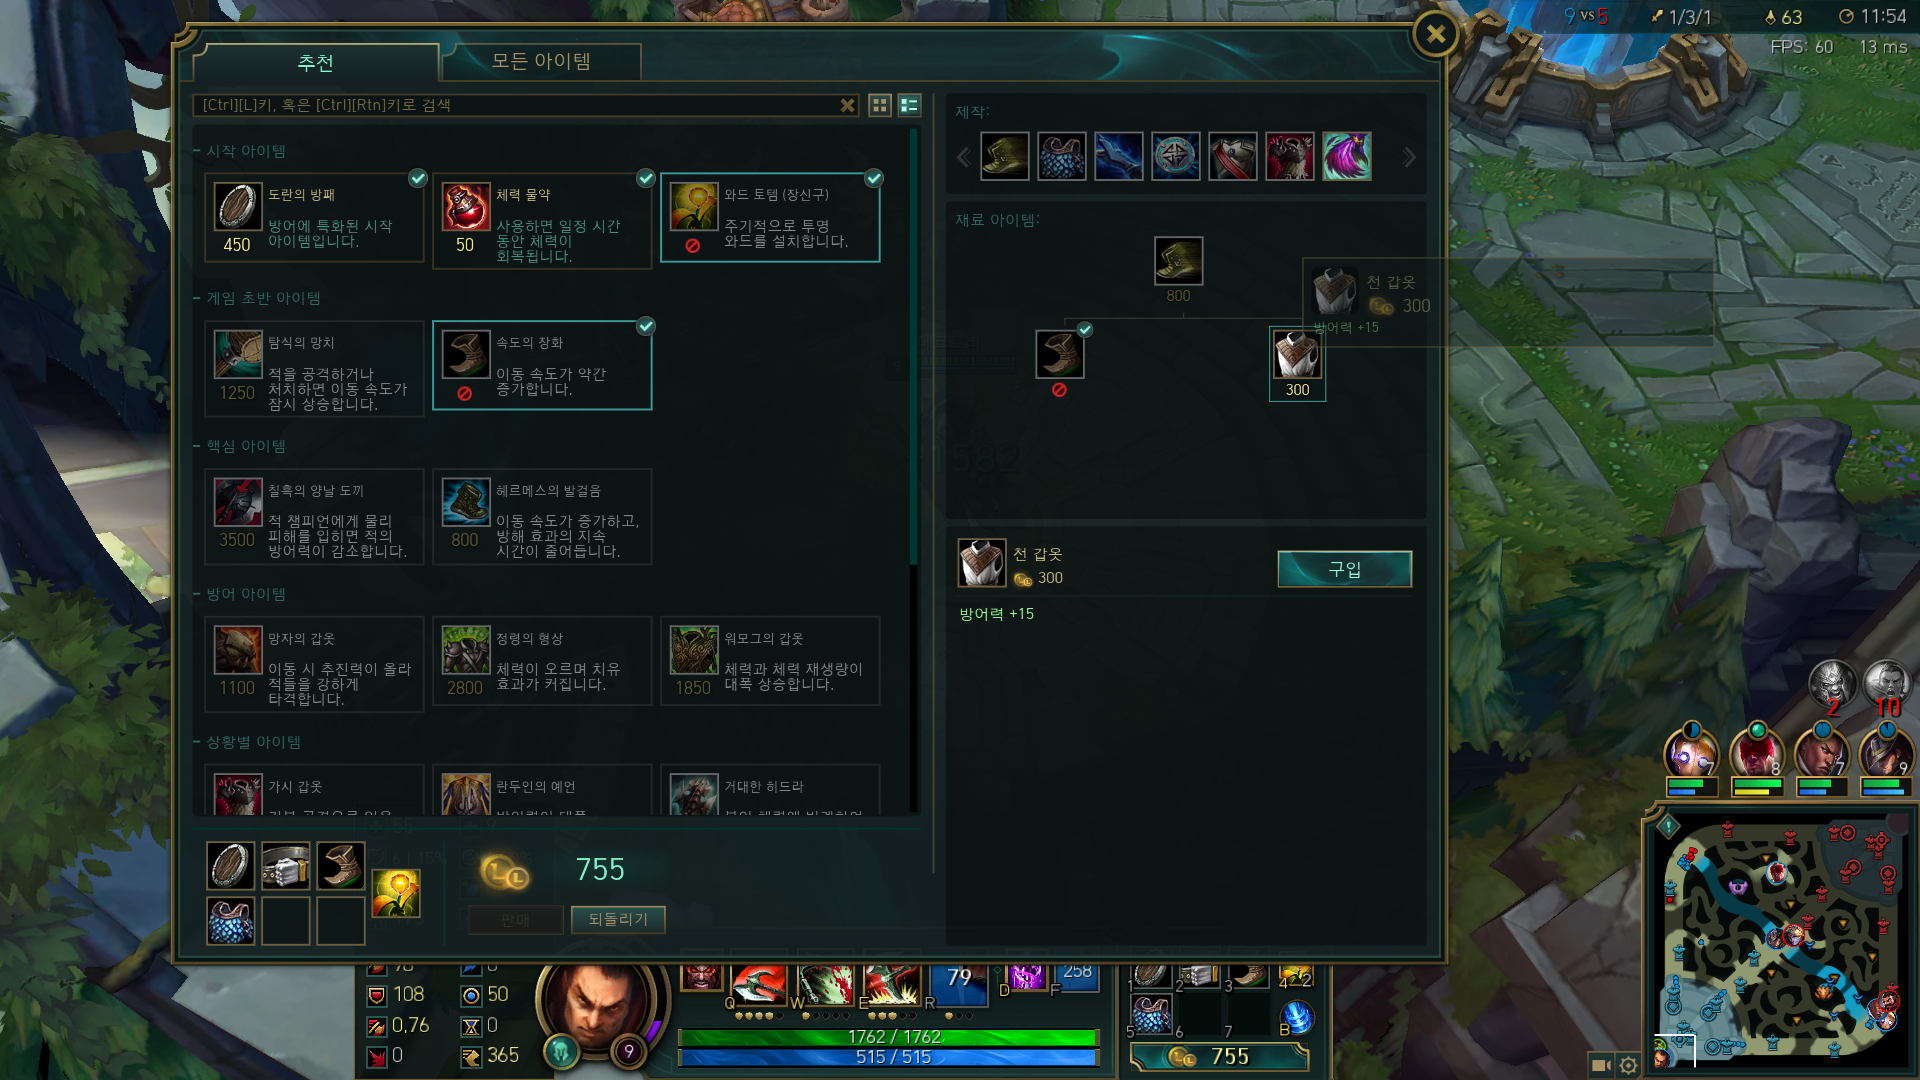 9 vs 5
1/3/1
63
11:54
FPS: 60
13 ms
추천
모든 아이템
[Ctrl][L]키, 혹은 [Ctrl][Rtn]키로 검색
시작 아이템
도란의 방패
450
방어에 특화된 시작
아이템입니다.
체력 물약
50
사용하면 일정 시간
동안 체력이
회복됩니다.
와드 토템 (장신구)
주기적으로 투명
와드를 설치합니다.
게임 초반 아이템
탐식의 망치
1250
적을 공격하거나
처치하면 이동 속도가
잠시 상승합니다.
속도의 장화
이동 속도가 약간
증가합니다.
핵심 아이템
칠흑의 양날 도끼
3500
적 챔피언에게 물리
피해를 입히면 적의
방어력이 감소합니다.
헤르메스의 발걸음
800
이동 속도가 증가하고,
방해 효과의 지속
시간이 줄어듭니다.
방어 아이템
망자의 갑옷
1100
이동 시 추진력이 올라
적들을 강하게
타격합니다.
정령의 형상
2800
체력이 오르며 치유
효과가 커집니다.
워모그의 갑옷
1850
체력과 체력 재생량이
대폭 상승합니다.
상황별 아이템
가시 갑옷
란두인의 예언
거대한 히드라
755
판매
되돌리기
제작:
재료 아이템:
800
300
천 갑옷
300
방어력 +15
천 갑옷
300
구입
방어력 +15
2
10
7
8
7
9
108
50
0,76
0
0
365
9
Q
W
E
R
79
D
F
258
1762 / 1762
515 / 515
1
2
3
4
2
5
6
7
B
755